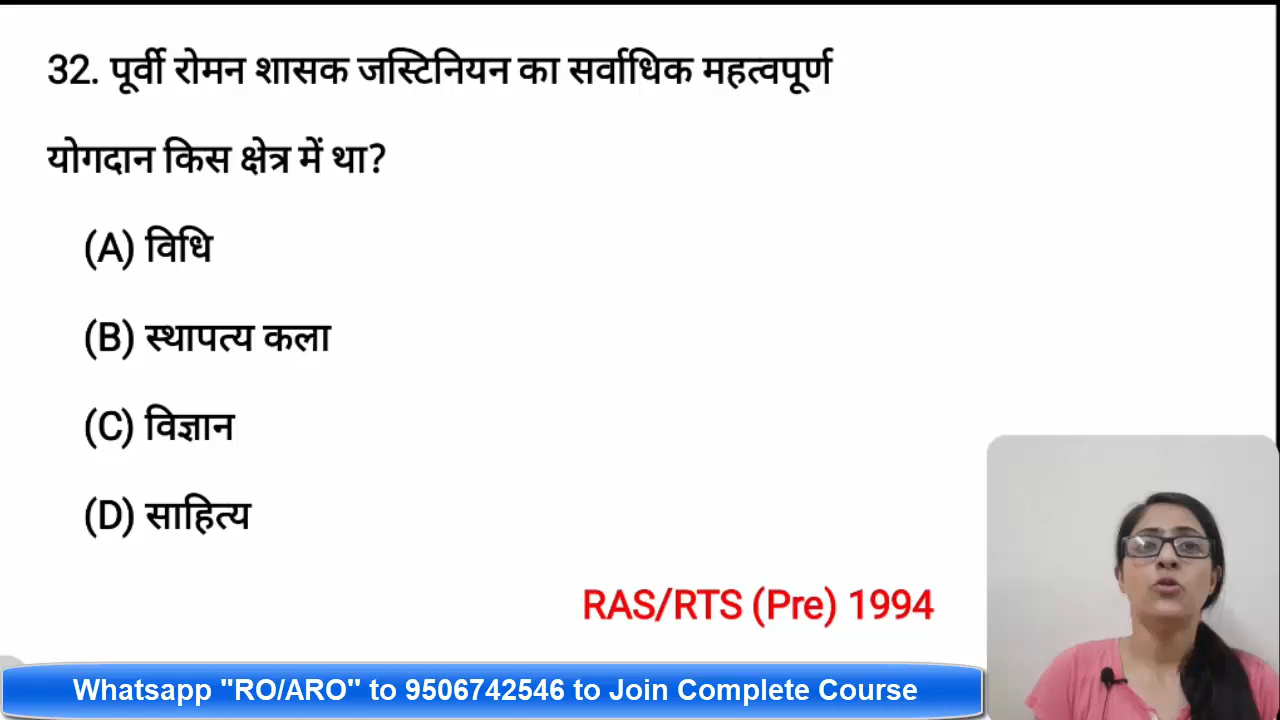 32. पूर्वी रोमन शासक जस्टिनियन का सर्वाधिक महत्वपूर्ण
योगदान किस क्षेत्र में था?
(A) विधि
(B) स्थापत्य कला
(C) विज्ञान
(D) साहित्य
RAS/RTS (Pre) 1994
Whatsapp "RO/ARO" to 9506742546 to Join Complete Course